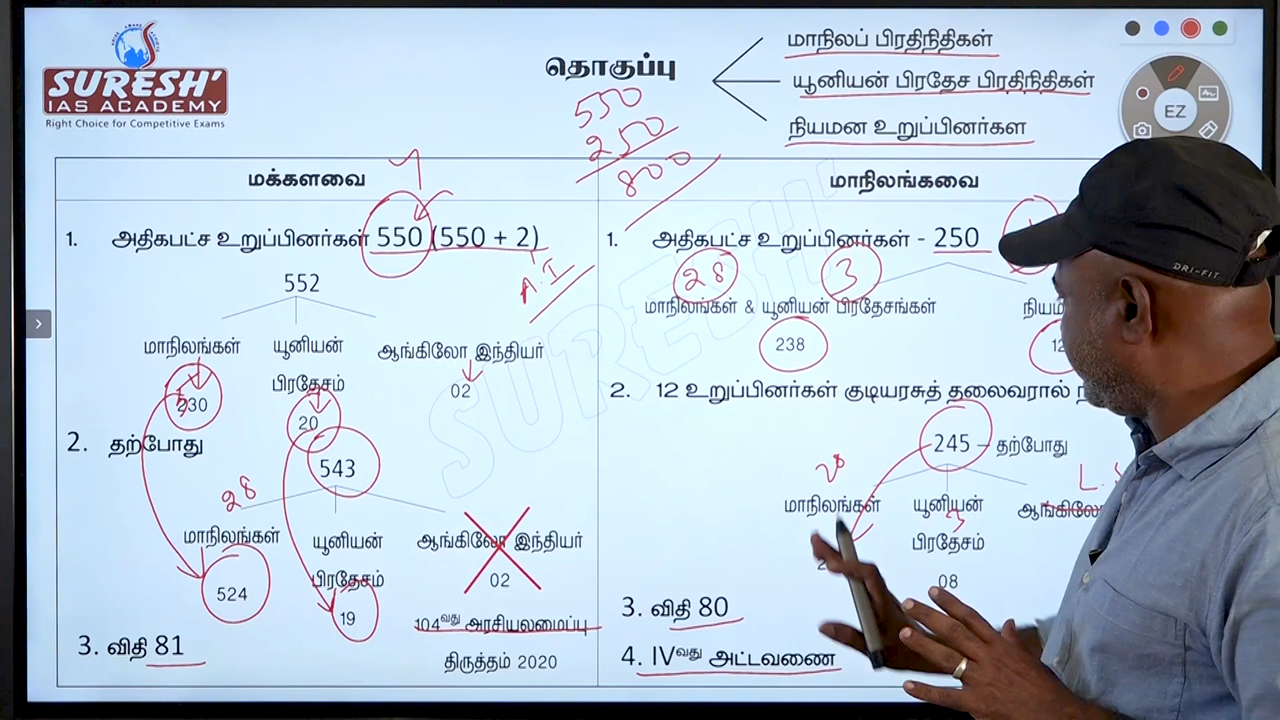 SURESH'
IAS ACADEMY
Right Choice for Competitive Exams
தொகுப்பு
மாநிலப் பிரதிநிதிகள்
யூனியன் பிரதேச பிரதிநிதிகள்
நியமன உறுப்பினர்கள
EZ
550
250
800
மக்களவை
1. அதிகபட்ச உறுப்பினர்கள் 550 (550 + 2)
A.I
552
மாநிலங்கள் யூனியன் பிரதேசம் ஆங்கிலோ இந்தியர்
20 02
2. தற்போது
543
28
மாநிலங்கள் யூனியன் பிரதேசம் ஆங்கிலோ இந்தியர்
524 19 02
104வது அரசியலமைப்பு
திருத்தம் 2020
3. விதி 81
மாநிலங்கவை
1. அதிகபட்ச உறுப்பினர்கள் - 250
28 3
மாநிலங்கள் & யூனியன் பிரதேசங்கள்
238 12
2. 12 உறுப்பினர்கள் குடியரசுத் தலைவரால்
245 – தற்போது
28 L.
மாநிலங்கள் யூனியன் பிரதேசம் ஆங்கிலோ
3
08
3. விதி 80
4. IVவது அட்டவணை
SURESH'
DRI-FIT